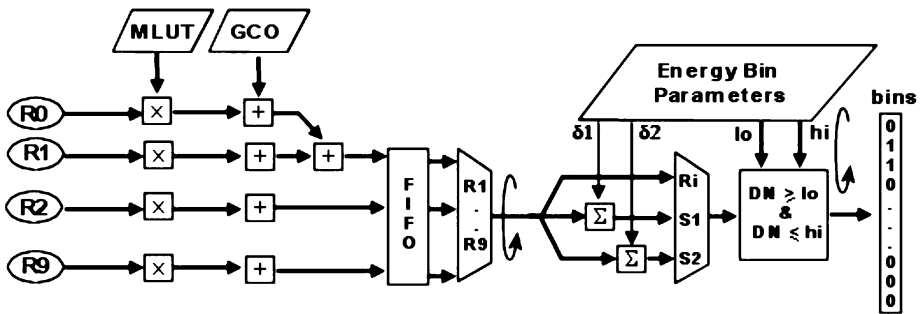 MLUT
GCO
Energy Bin
Parameters
bins
R0
×
+
δ1
δ2
lo
hi
R1
×
+
+
R2
×
+
R9
×
+
F
I
F
O
R1
.
.
R9
Σ
Σ
Ri
S1
S2
DN ≥ lo
&
DN ≤ hi
0
1
1
0
.
.
.
0
0
0